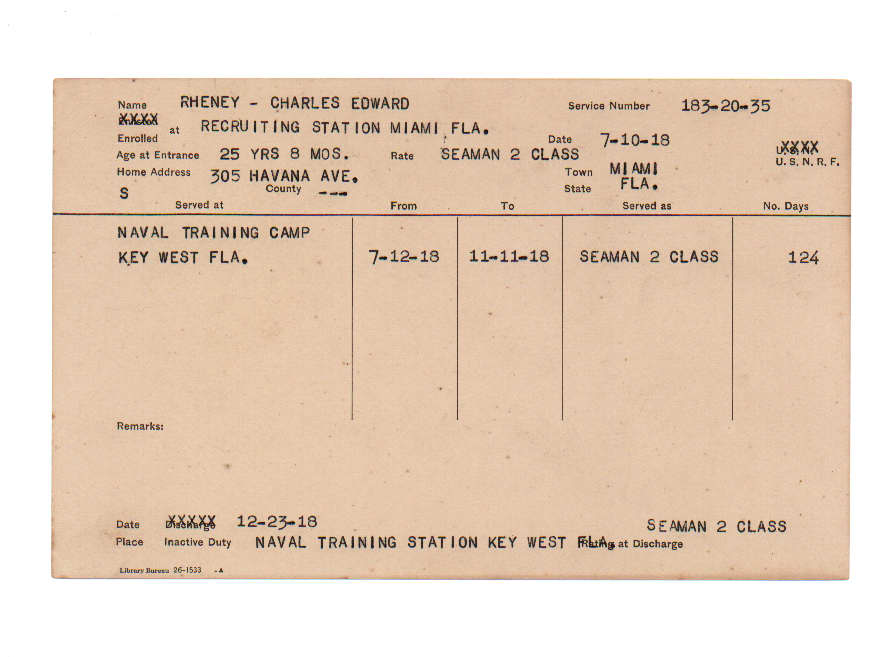 Name RHENEY - CHARLES EDWARD Service Number 183-20-35
XXXX
Enrolled at RECRUITING STATION MIAMI FLA. Date 7-10-18 XXXX
Age at Entrance 25 YRS 8 MOS. Rate SEAMAN 2 CLASS U. S. N. R. F.
Home Address 305 HAVANA AVE. Town MIAMI
S County --- State FLA.
Served at From To Served as No. Days
NAVAL TRAINING CAMP
KEY WEST FLA. 7-12-18 11-11-18 SEAMAN 2 CLASS 124
Remarks:
Date XXXXX 12-23-18 SEAMAN 2 CLASS
Place Inactive Duty NAVAL TRAINING STATION KEY WEST FLA. Rating at Discharge
Library Bureau 26-1533 -A